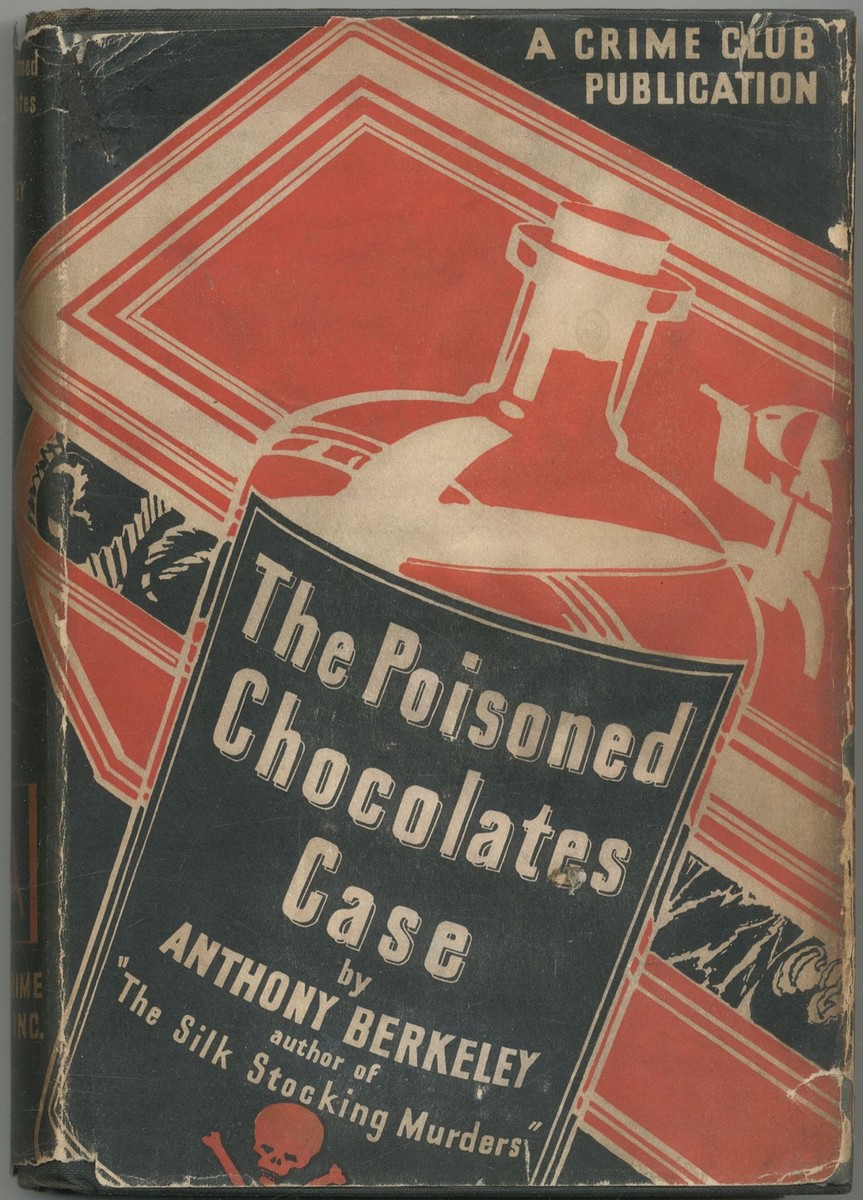 A CRIME CLUB
PUBLICATION
The Poisoned
Chocolates
Case
by
ANTHONY BERKELEY
author of
"The Silk Stocking Murders"